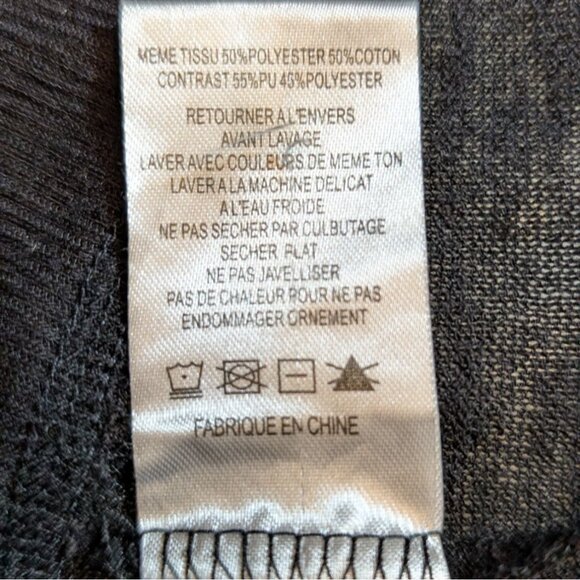 MEME TISSU 50%POLYESTER 50%COTON
CONTRAST 55%PU 45%POLYESTER
RETOURNER A L'ENVERS
AVANT LAVAGE
LAVER AVEC COULEURS DE MEME TON
LAVER A LA MACHINE DELICAT
A L'EAU FROIDE
NE PAS SECHER PAR CULBUTAGE
SECHER PLAT
NE PAS JAVELLISER
PAS DE CHALEUR POUR NE PAS
ENDOMMAGER ORNEMENT
FABRIQUE EN CHINE